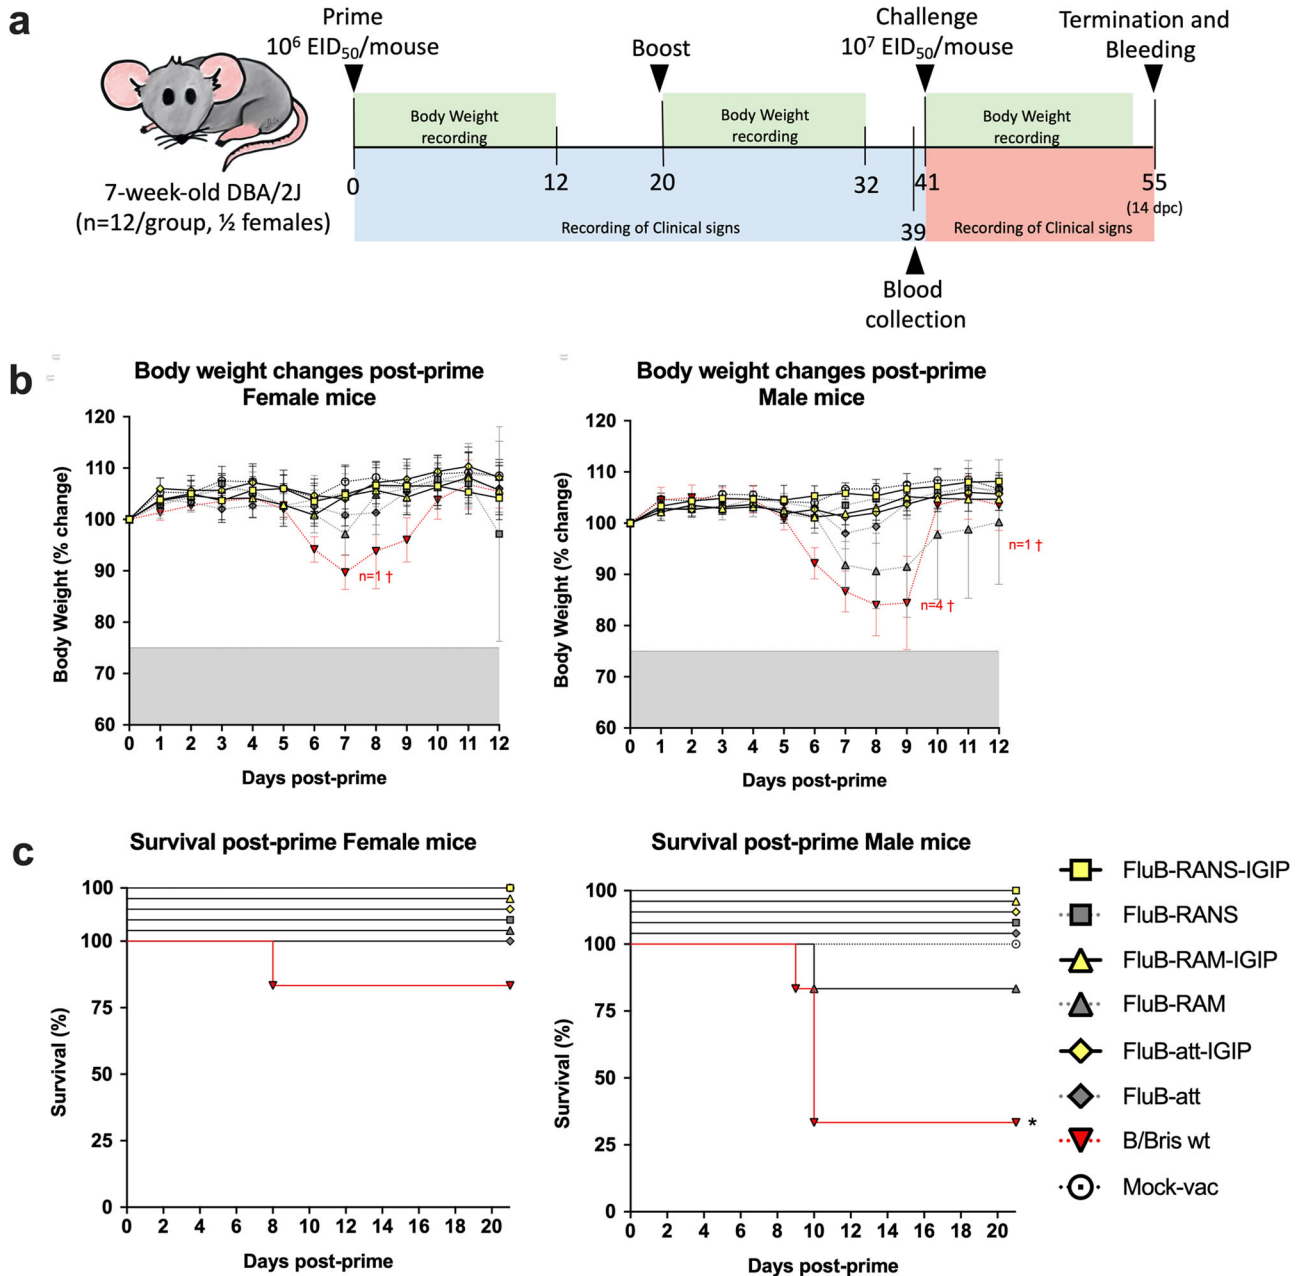 a
Prime
10⁶ EID₅₀/mouse
Boost
Challenge
10⁷ EID₅₀/mouse
Termination and
Bleeding
Body Weight
recording
Body Weight
recording
Body Weight
recording
0
12
20
32
41
55
(14 dpc)
39
Recording of Clinical signs
Recording of Clinical signs
7-week-old DBA/2J
(n=12/group, ½ females)
Blood
collection
b
Body weight changes post-prime
Female mice
Body Weight (% change)
120
110
100
90
80
70
60
n=1 †
0 1 2 3 4 5 6 7 8 9 10 11 12
Days post-prime
Body weight changes post-prime
Male mice
Body Weight (% change)
120
110
100
90
80
70
60
n=1 †
n=4 †
0 1 2 3 4 5 6 7 8 9 10 11 12
Days post-prime
c
Survival post-prime Female mice
Survival (%)
100
100
75
50
25
0
0 2 4 6 8 10 12 14 16 18 20
Days post-prime
Survival post-prime Male mice
Survival (%)
100
100
75
50
25
0
*
0 2 4 6 8 10 12 14 16 18 20
Days post-prime
FluB-RANS-IGIP
FluB-RANS
FluB-RAM-IGIP
FluB-RAM
FluB-att-IGIP
FluB-att
B/Bris wt
Mock-vac